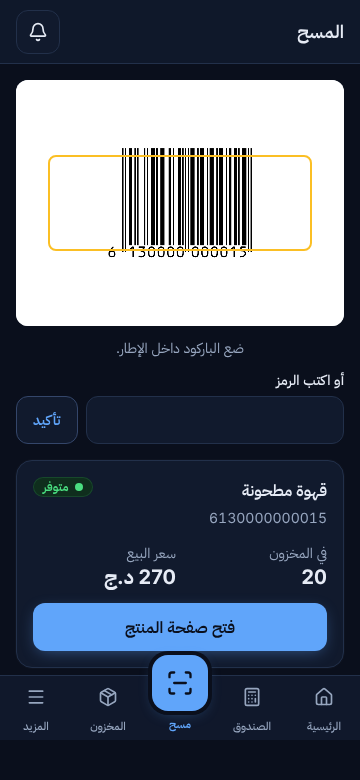 المسح
6 130000 000015
ضع الباركود داخل الإطار.
أو اكتب الرمز
تأكيد
قهوة مطحونة
متوفر
6130000000015
في المخزون
سعر البيع
20
270 د.ج
فتح صفحة المنتج
الرئيسية
الصندوق
مسح
المخزون
المزيد